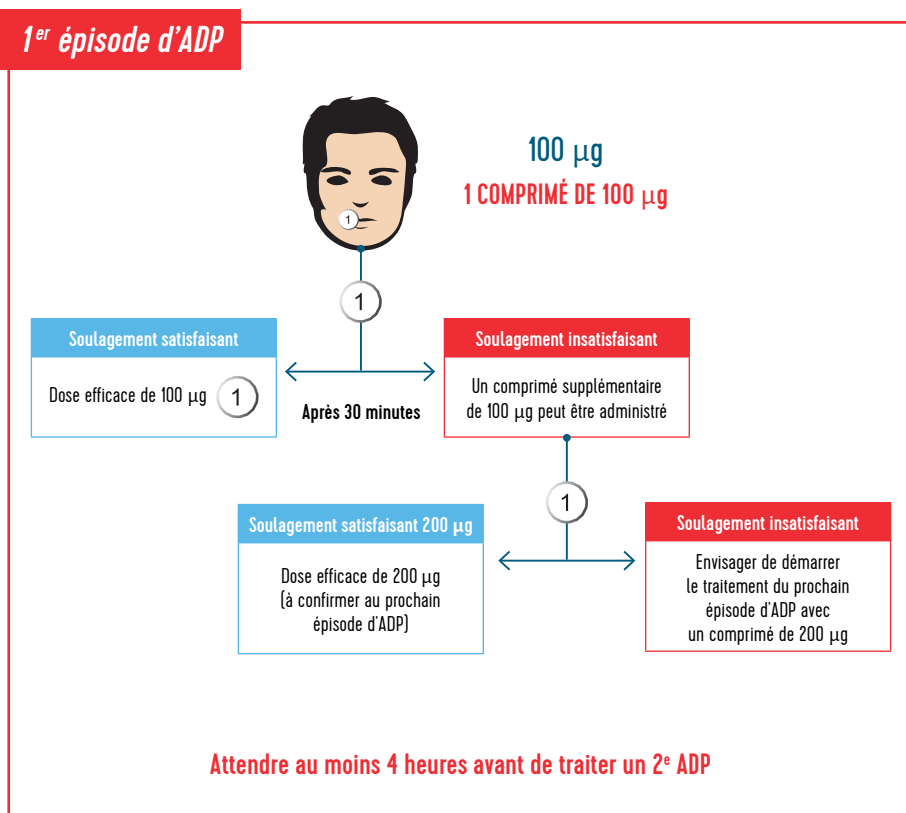 1er épisode d'ADP
100 µg
1 COMPRIMÉ DE 100 µg
1
1
Soulagement satisfaisant
Dose efficace de 100 µg 1
Après 30 minutes
Soulagement insatisfaisant
Un comprimé supplémentaire
de 100 µg peut être administré
1
Soulagement satisfaisant 200 µg
Dose efficace de 200 µg
(à confirmer au prochain
épisode d'ADP)
Soulagement insatisfaisant
Envisager de démarrer
le traitement du prochain
épisode d'ADP avec
un comprimé de 200 µg
Attendre au moins 4 heures avant de traiter un 2e ADP